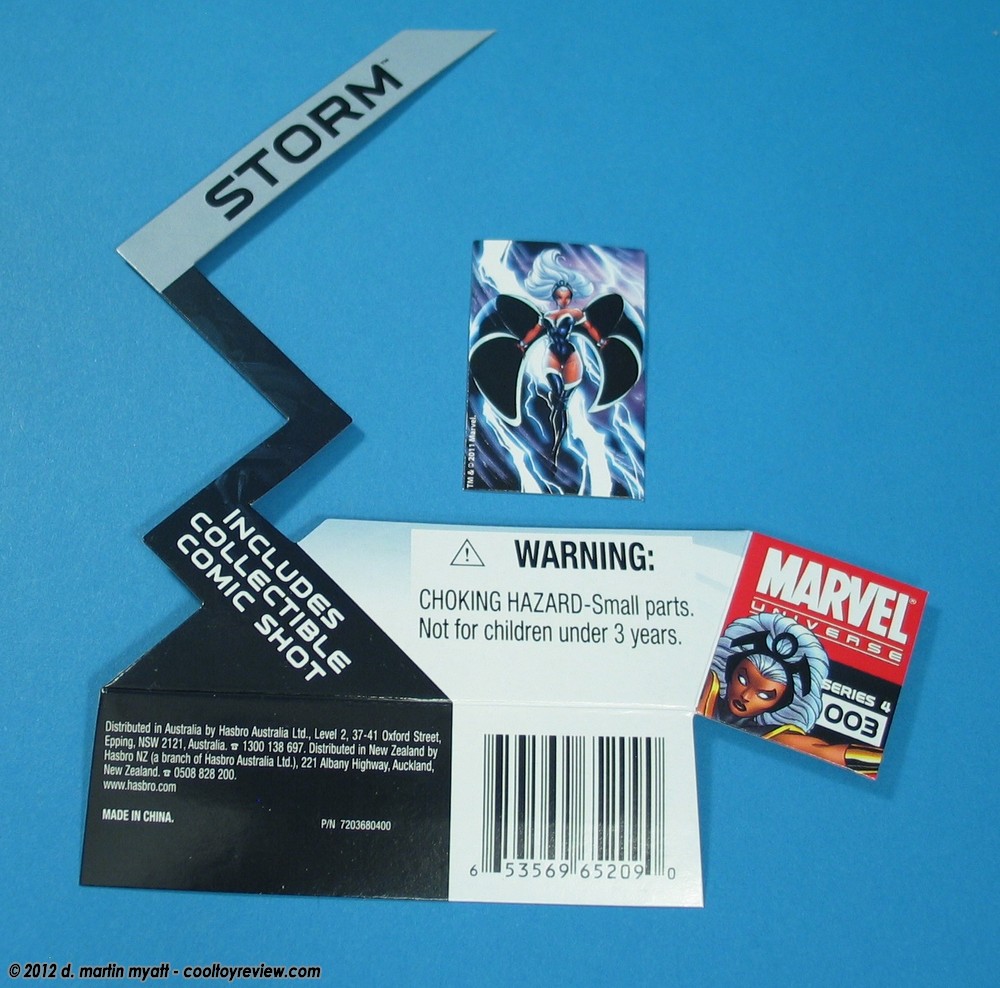 STORM™
TM & © 2011 Marvel.
INCLUDES
COLLECTIBLE
COMIC SHOT
⚠ WARNING:
CHOKING HAZARD-Small parts.
Not for children under 3 years.
MARVEL®
UNIVERSE
SERIES 4
003
Distributed in Australia by Hasbro Australia Ltd., Level 2, 37-41 Oxford Street,
Epping, NSW 2121, Australia. ☎ 1300 138 697. Distributed in New Zealand by
Hasbro NZ (a branch of Hasbro Australia Ltd.), 221 Albany Highway, Auckland,
New Zealand. ☎ 0508 828 200.
www.hasbro.com
MADE IN CHINA.
P/N 7203680400
6 53569 65209 0
© 2012 d. martin myatt - cooltoyreview.com